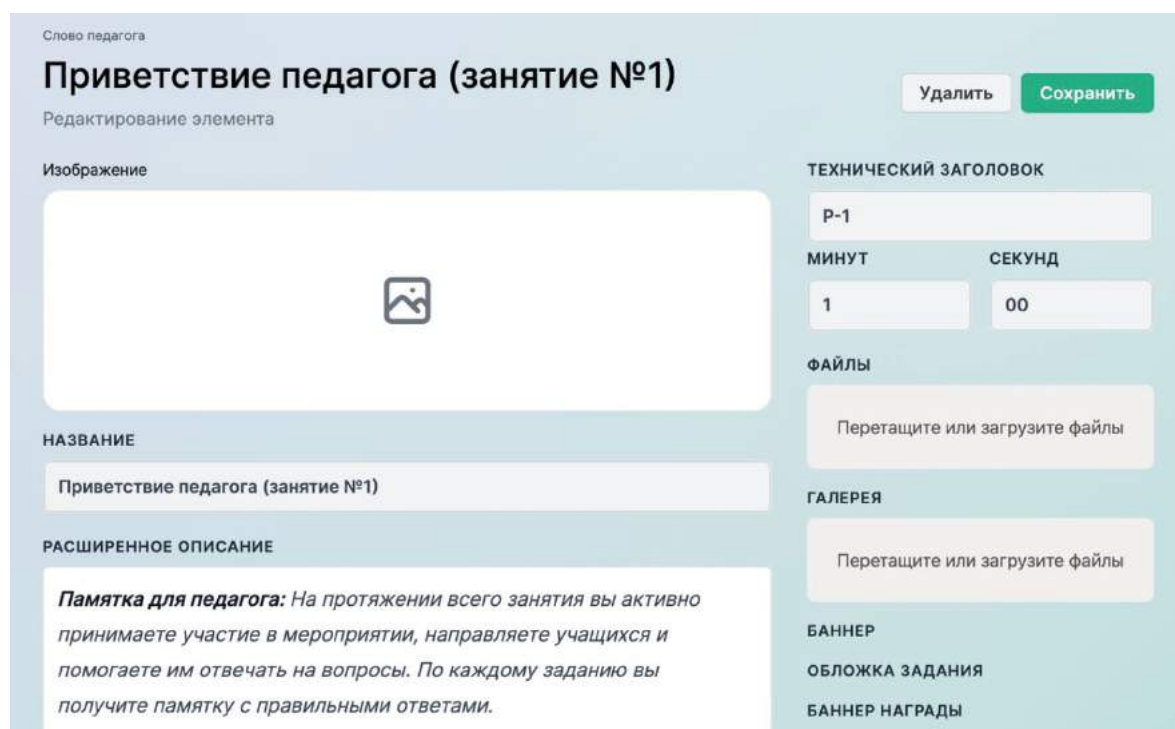 Слово педагога
Приветствие педагога (занятие №1)
Редактирование элемента
Удалить
Сохранить
Изображение
НАЗВАНИЕ
Приветствие педагога (занятие №1)
РАСШИРЕННОЕ ОПИСАНИЕ
Памятка для педагога: На протяжении всего занятия вы активно
принимаете участие в мероприятии, направляете учащихся и
помогаете им отвечать на вопросы. По каждому заданию вы
получите памятку с правильными ответами.
ТЕХНИЧЕСКИЙ ЗАГОЛОВОК
P-1
МИНУТ
СЕКУНД
1
00
ФАЙЛЫ
Перетащите или загрузите файлы
ГАЛЕРЕЯ
Перетащите или загрузите файлы
БАННЕР
ОБЛОЖКА ЗАДАНИЯ
БАННЕР НАГРАДЫ